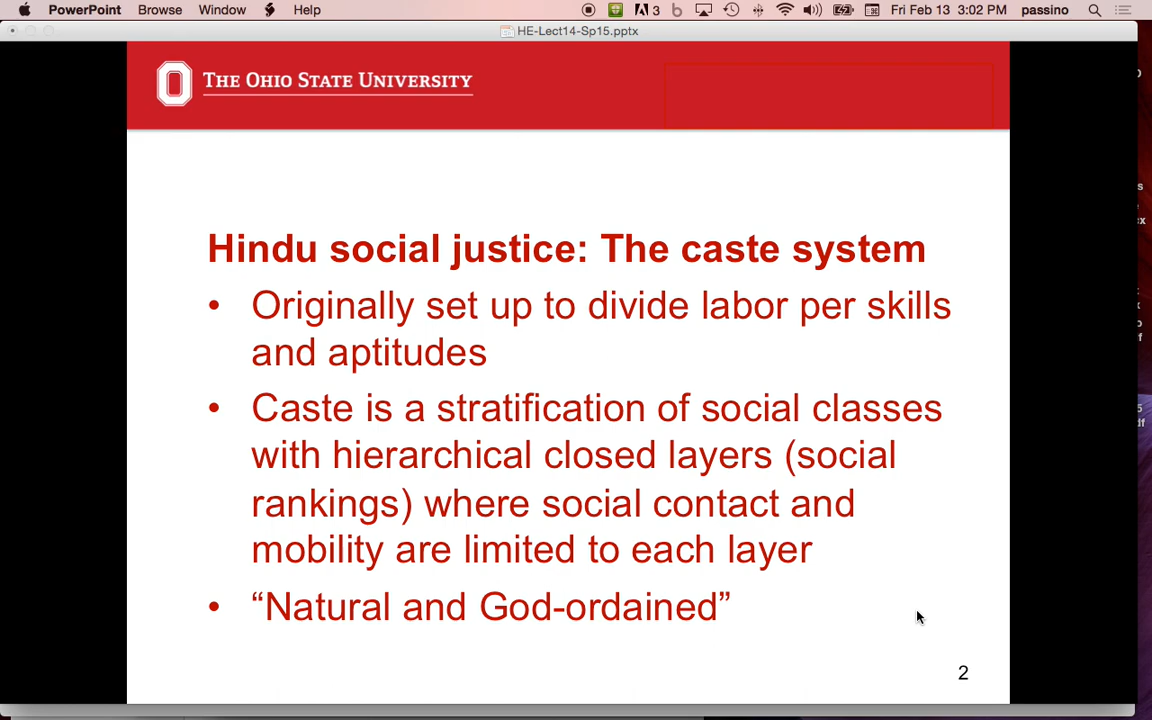 PowerPoint Browse Window Help 3 Fri Feb 13 3:02 PM passino
HE-Lect14-Sp15.pptx
THE OHIO STATE UNIVERSITY
Hindu social justice: The caste system
• Originally set up to divide labor per skills
and aptitudes
• Caste is a stratification of social classes
with hierarchical closed layers (social
rankings) where social contact and
mobility are limited to each layer
• “Natural and God-ordained”
2